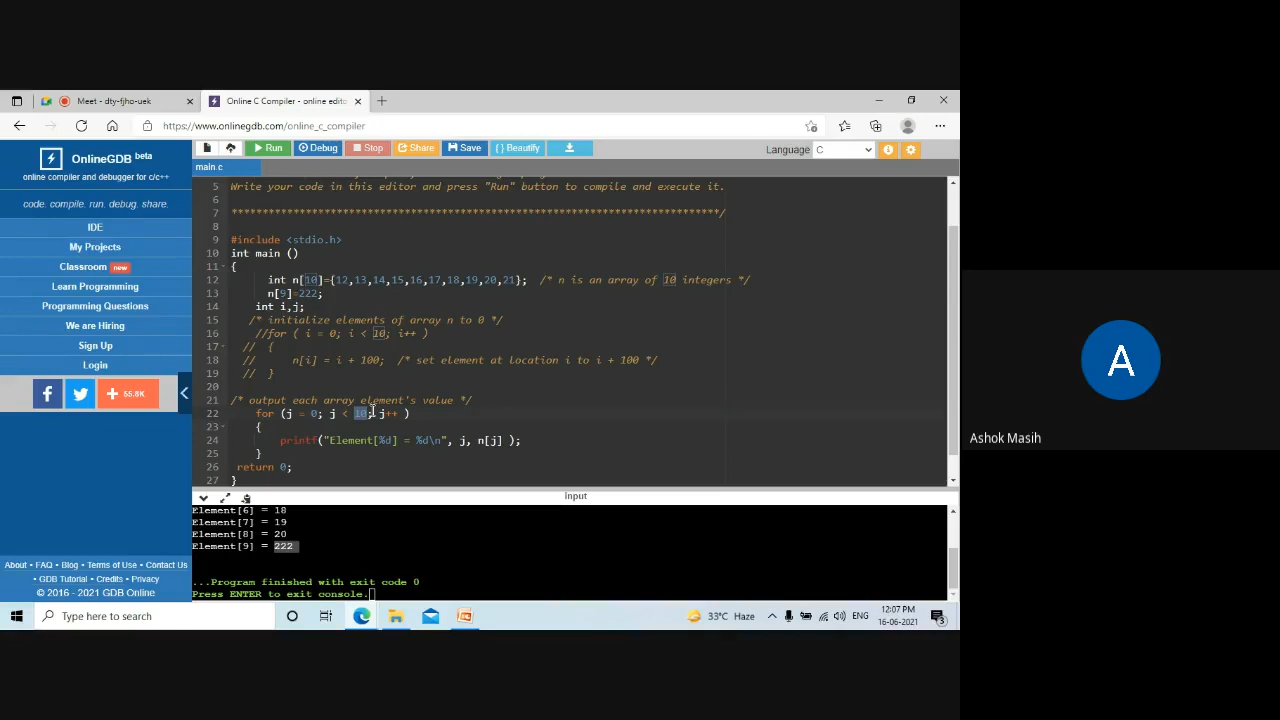 Meet - dty-fjho-uek
Online C Compiler - online edito
https://www.onlinegdb.com/online_c_compiler
OnlineGDB beta
online compiler and debugger for c/c++
code. compile. run. debug. share.
IDE
My Projects
Classroom new
Learn Programming
Programming Questions
We are Hiring
Sign Up
Login
55.8K
About • FAQ • Blog • Terms of Use • Contact Us
• GDB Tutorial • Credits • Privacy
© 2016 - 2021 GDB Online
Run Debug Stop Share Save { } Beautify
Language C
main.c
5 Write your code in this editor and press "Run" button to compile and execute it.
6
7 *******************************************************************************/
8
9 #include <stdio.h>
10 int main ()
11 {
12 int n[10]={12,13,14,15,16,17,18,19,20,21}; /* n is an array of 10 integers */
13 n[9]=222;
14 int i,j;
15 /* initialize elements of array n to 0 */
16 //for ( i = 0; i < 10; i++ )
17 // {
18 // n[i] = i + 100; /* set element at location i to i + 100 */
19 // }
20
21 /* output each array element's value */
22 for (j = 0; j < 10; j++ )
23 {
24 printf("Element[%d] = %d\n", j, n[j] );
25 }
26 return 0;
27 }
input
Element[6] = 18
Element[7] = 19
Element[8] = 20
Element[9] = 222
...Program finished with exit code 0
Press ENTER to exit console.
Type here to search
33°C Haze
ENG
12:07 PM
16-06-2021
3
A
Ashok Masih